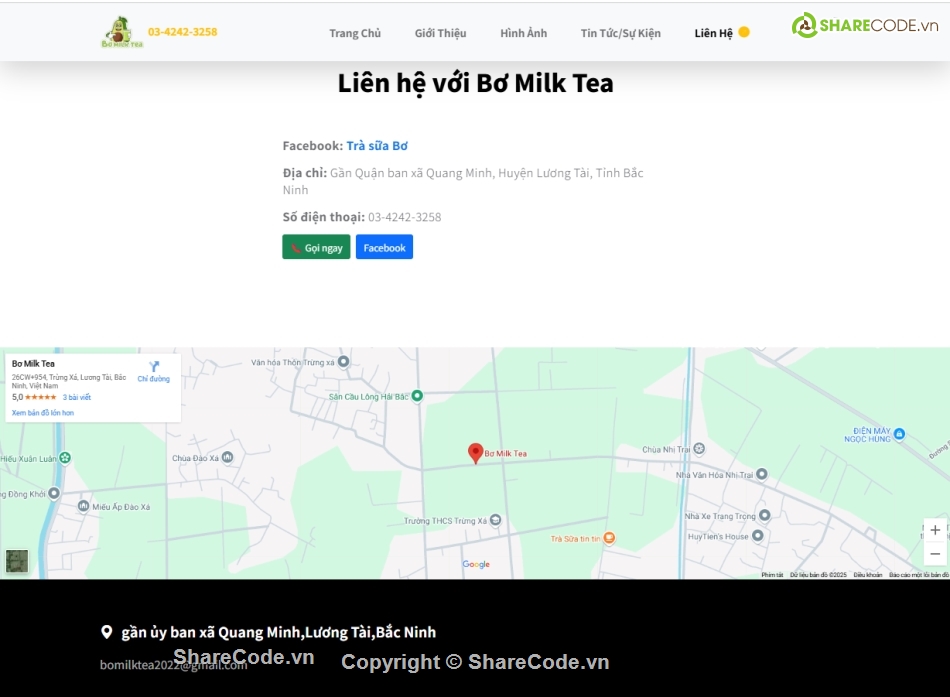 BƠ MILK TEA
03-4242-3258
Trang Chủ
Giới Thiệu
Hình Ảnh
Tin Tức/Sự Kiện
Liên Hệ
SHARECODE.vn
Liên hệ với Bơ Milk Tea
Facebook: Trà sữa Bơ
Địa chỉ: Gần Quận ban xã Quang Minh, Huyện Lương Tài, Tỉnh Bắc
Ninh
Số điện thoại: 03-4242-3258
Gọi ngay
Facebook
Bơ Milk Tea
26CW+954, Trừng Xá, Lương Tài, Bắc
Ninh, Việt Nam
5,0 ★★★★★ 3 bài viết
Xem bản đồ lớn hơn
Chỉ đường
Văn hóa Thôn Trừng xá
Sân Cầu Lông Hải Bắc
ĐIỆN MÁY
NGỌC HÙNG
Đường
Chùa Nhị Trai
Bơ Milk Tea
Hiếu Xuân Luân
Chùa Đào Xá
Nhà Văn Hóa Nhị Trai
ng Đồng Khởi
Miếu Ấp Đào Xá
Trường THCS Trừng Xá
Nhà Xe Trang Trọng
HuyTien's House
Trà Sữa tin tin
Google
Phím tắt
Dữ liệu bản đồ ©2025
Điều khoản
Báo cáo một lỗi bản đồ
gần ủy ban xã Quang Minh,Lương Tài,Bắc Ninh
bomilktea2022@gmail.com
ShareCode.vn
Copyright © ShareCode.vn